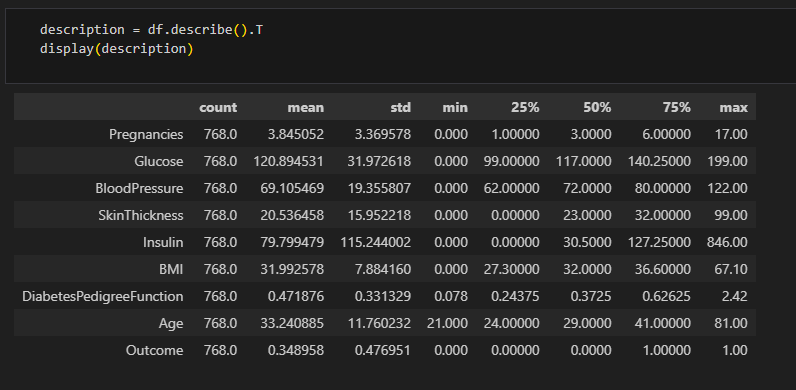 description = df.describe().T
display(description)
count mean std min 25% 50% 75% max
Pregnancies 768.0 3.845052 3.369578 0.000 1.00000 3.0000 6.00000 17.00
Glucose 768.0 120.894531 31.972618 0.000 99.00000 117.0000 140.25000 199.00
BloodPressure 768.0 69.105469 19.355807 0.000 62.00000 72.0000 80.00000 122.00
SkinThickness 768.0 20.536458 15.952218 0.000 0.00000 23.0000 32.00000 99.00
Insulin 768.0 79.799479 115.244002 0.000 0.00000 30.5000 127.25000 846.00
BMI 768.0 31.992578 7.884160 0.000 27.30000 32.0000 36.60000 67.10
DiabetesPedigreeFunction 768.0 0.471876 0.331329 0.078 0.24375 0.3725 0.62625 2.42
Age 768.0 33.240885 11.760232 21.000 24.00000 29.0000 41.00000 81.00
Outcome 768.0 0.348958 0.476951 0.000 0.00000 0.0000 1.00000 1.00